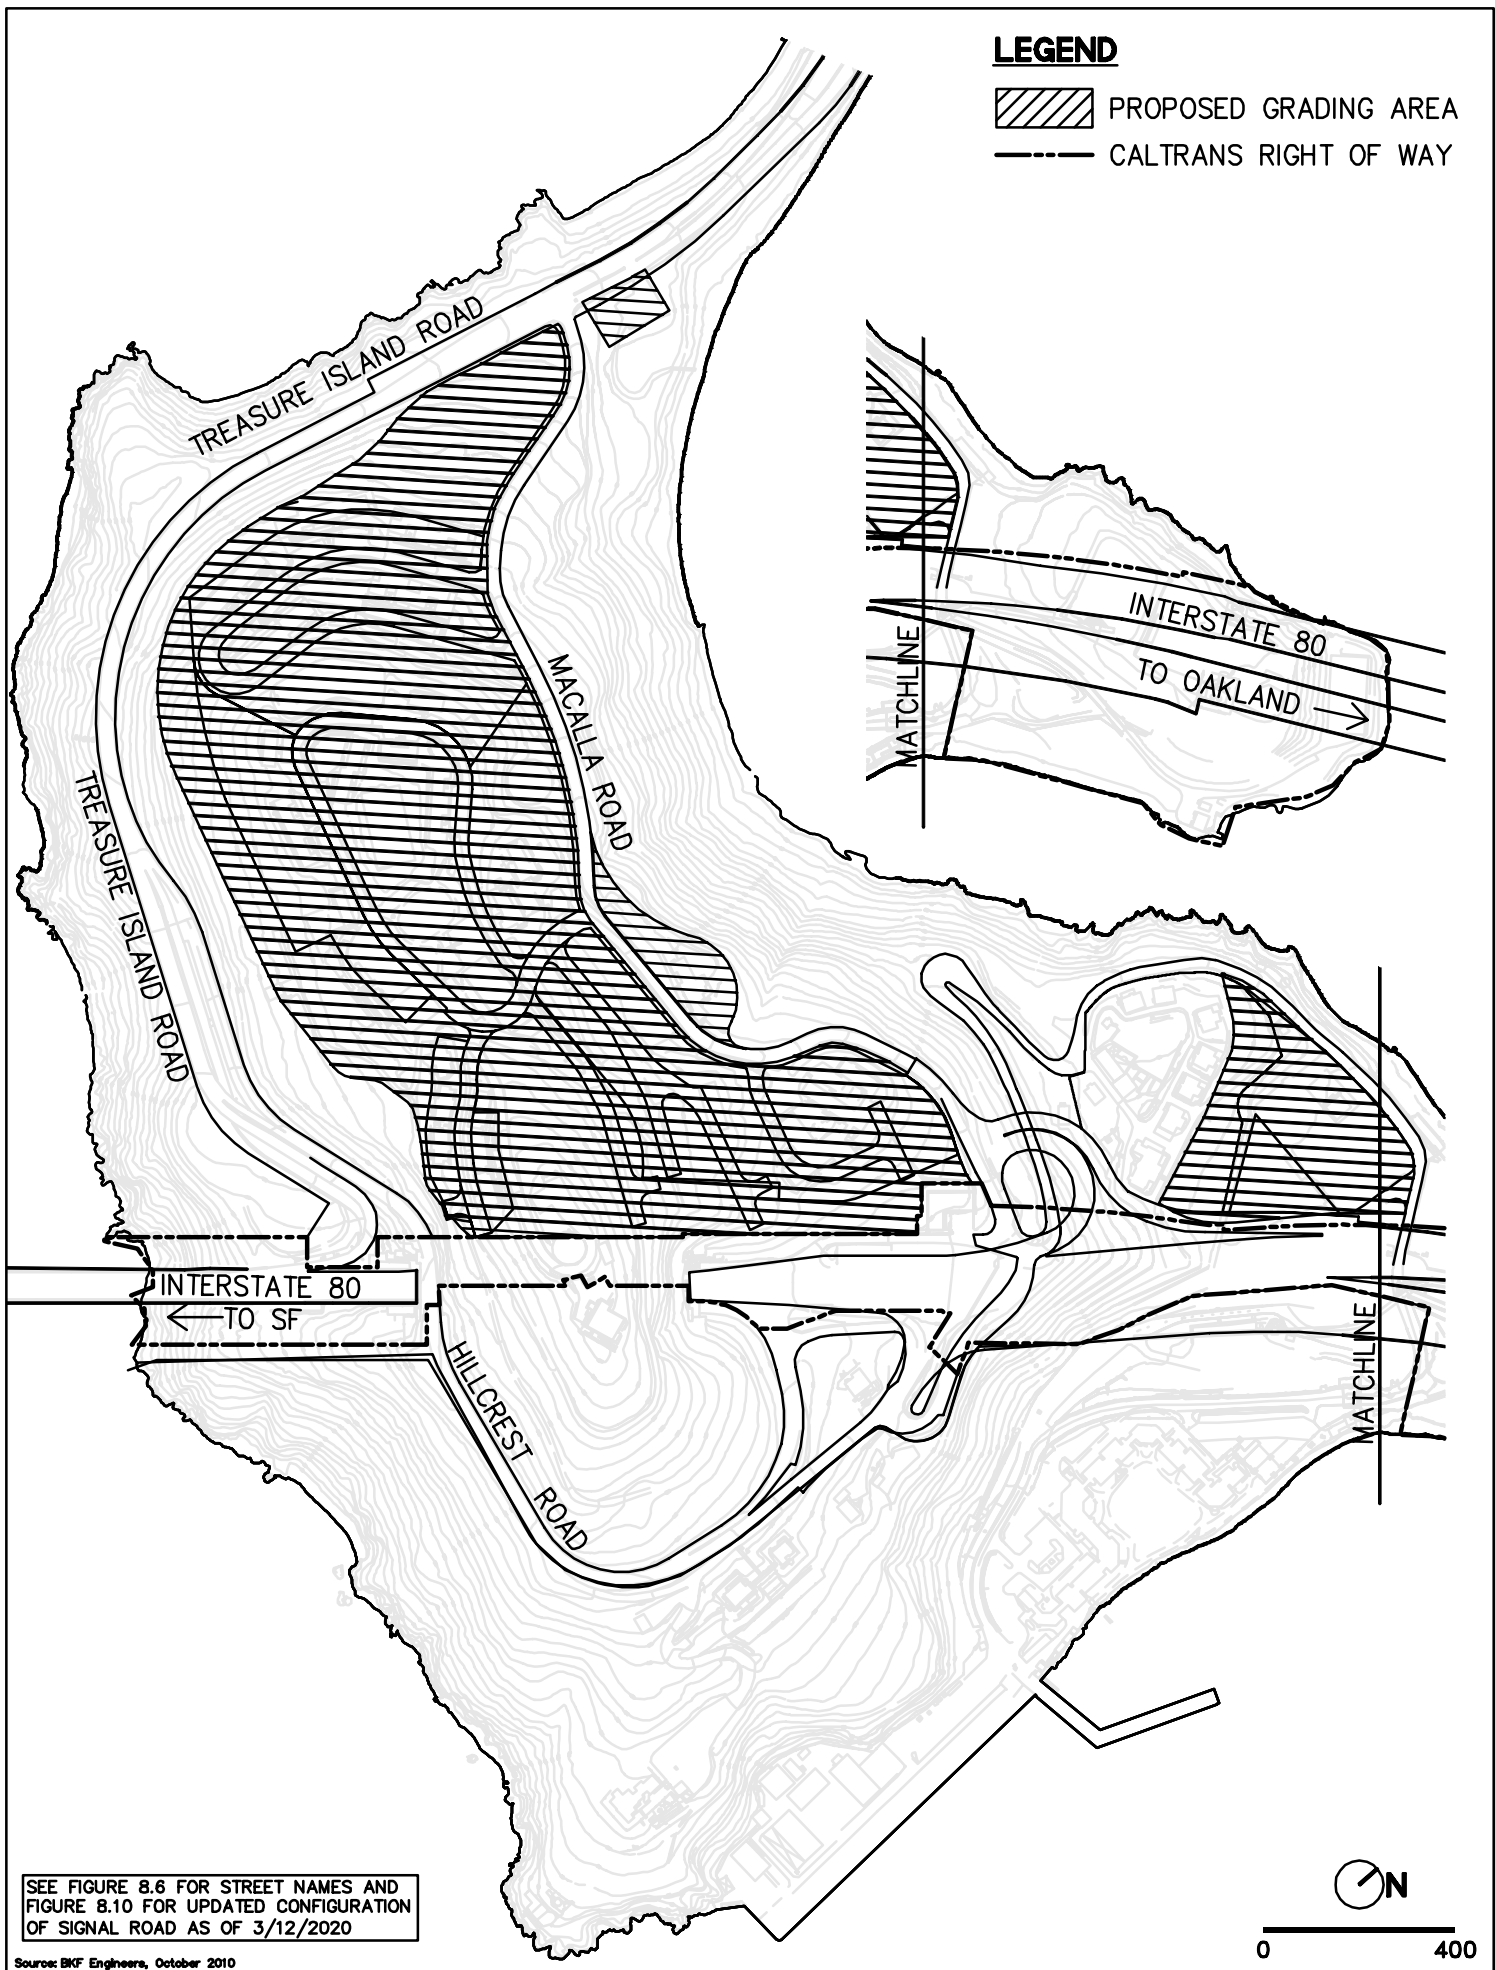 LEGEND
PROPOSED GRADING AREA
CALTRANS RIGHT OF WAY
TREASURE ISLAND ROAD
MACALLA ROAD
TREASURE ISLAND ROAD
INTERSTATE 80
TO OAKLAND
MATCHLINE
INTERSTATE 80
TO SF
HILLCREST ROAD
MATCHLINE
SEE FIGURE 8.6 FOR STREET NAMES AND
FIGURE 8.10 FOR UPDATED CONFIGURATION
OF SIGNAL ROAD AS OF 3/12/2020
Source: BKF Engineers, October 2010
N
0 400